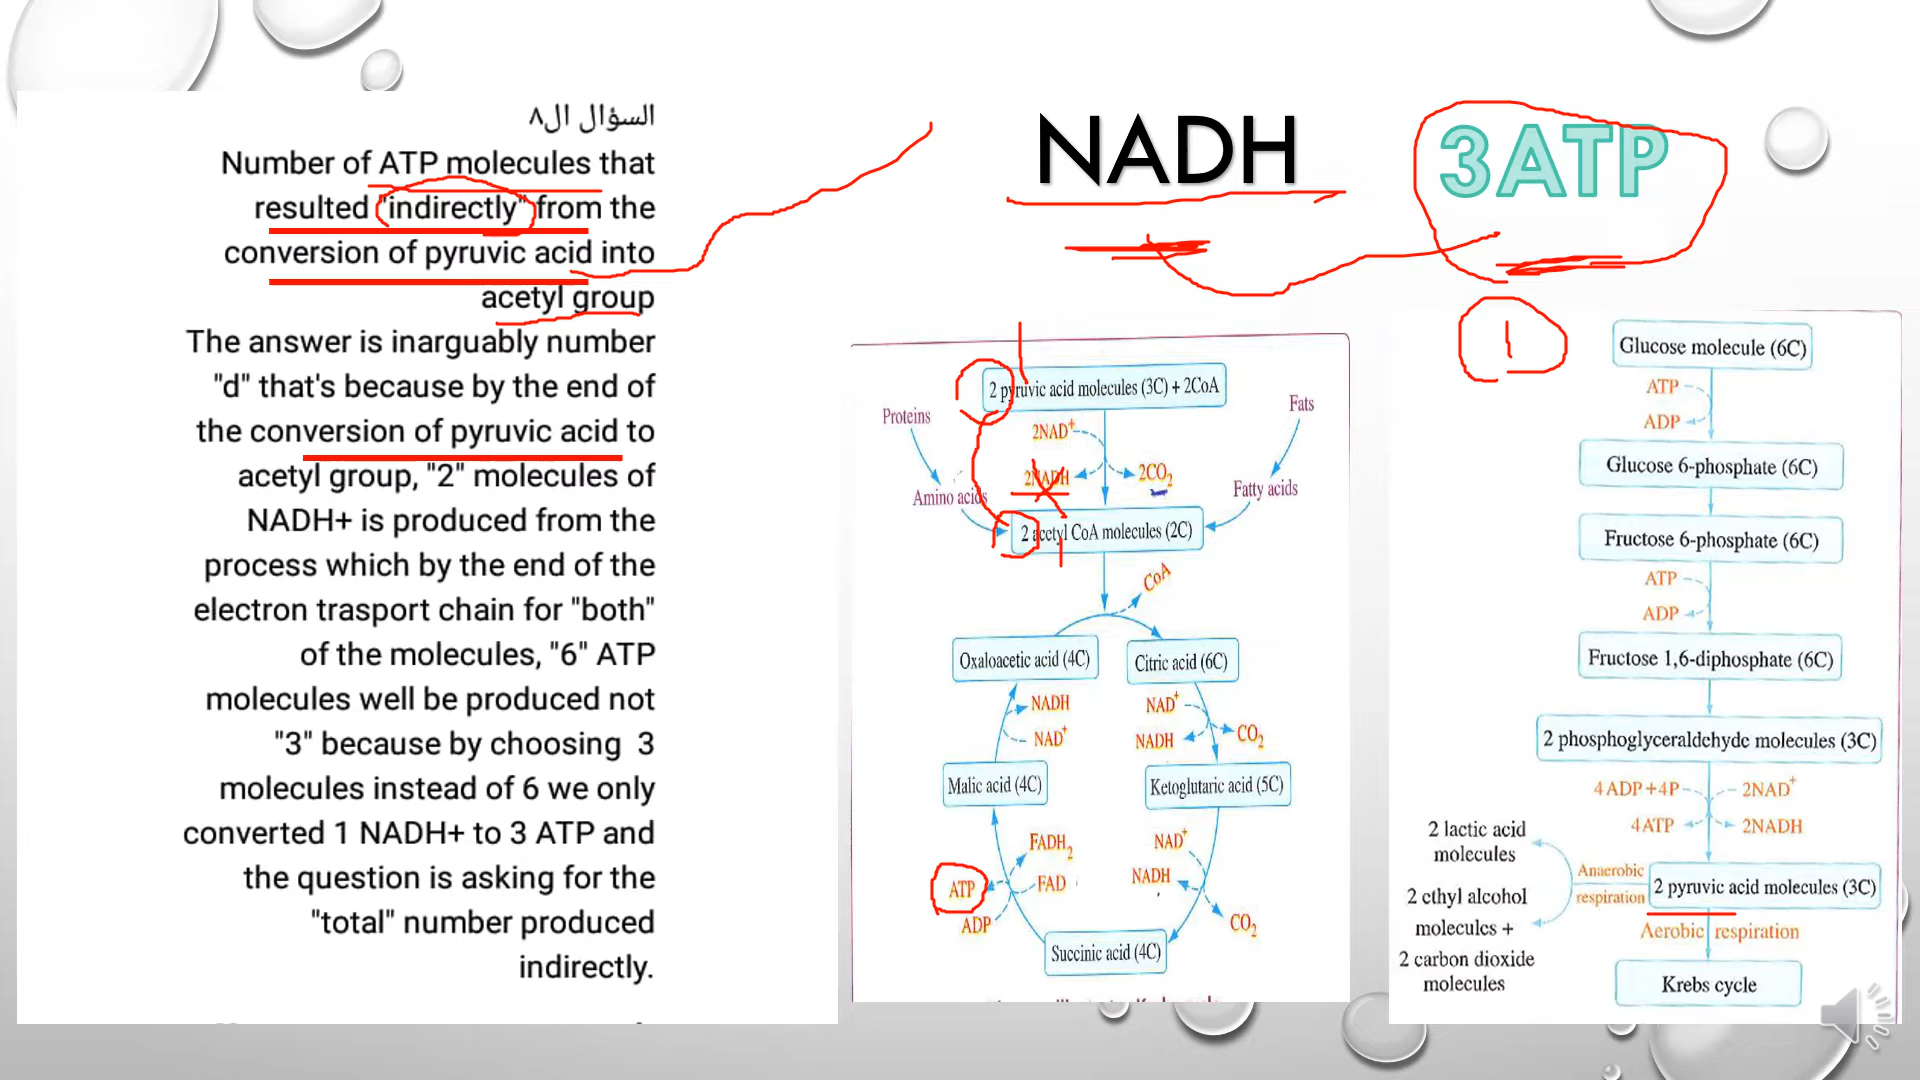 السؤال ال٨
Number of ATP molecules that
resulted "indirectly" from the
conversion of pyruvic acid into
acetyl group
The answer is inarguably number
"d" that's because by the end of
the conversion of pyruvic acid to
acetyl group, "2" molecules of
NADH+ is produced from the
process which by the end of the
electron trasport chain for "both"
of the molecules, "6" ATP
molecules well be produced not
"3" because by choosing 3
molecules instead of 6 we only
converted 1 NADH+ to 3 ATP and
the question is asking for the
"total" number produced
indirectly.
NADH
3ATP
2 pyruvic acid molecules (3C) + 2CoA
Proteins
Fats
2NAD+
2NADH
2CO2
Amino acids
Fatty acids
2 acetyl CoA molecules (2C)
CoA
Oxaloacetic acid (4C)
Citric acid (6C)
NADH
NAD+
NAD+
NADH
CO2
Malic acid (4C)
Ketoglutaric acid (5C)
FADH2
FAD
ATP
ADP
NAD+
NADH
CO2
Succinic acid (4C)
1
Glucose molecule (6C)
ATP
ADP
Glucose 6-phosphate (6C)
Fructose 6-phosphate (6C)
ATP
ADP
Fructose 1,6-diphosphate (6C)
2 phosphoglyceraldehyde molecules (3C)
4 ADP+4P
2NAD+
4ATP
2NADH
2 lactic acid
molecules
Anaerobic
respiration
2 pyruvic acid molecules (3C)
2 ethyl alcohol
molecules +
2 carbon dioxide
molecules
Aerobic respiration
Krebs cycle